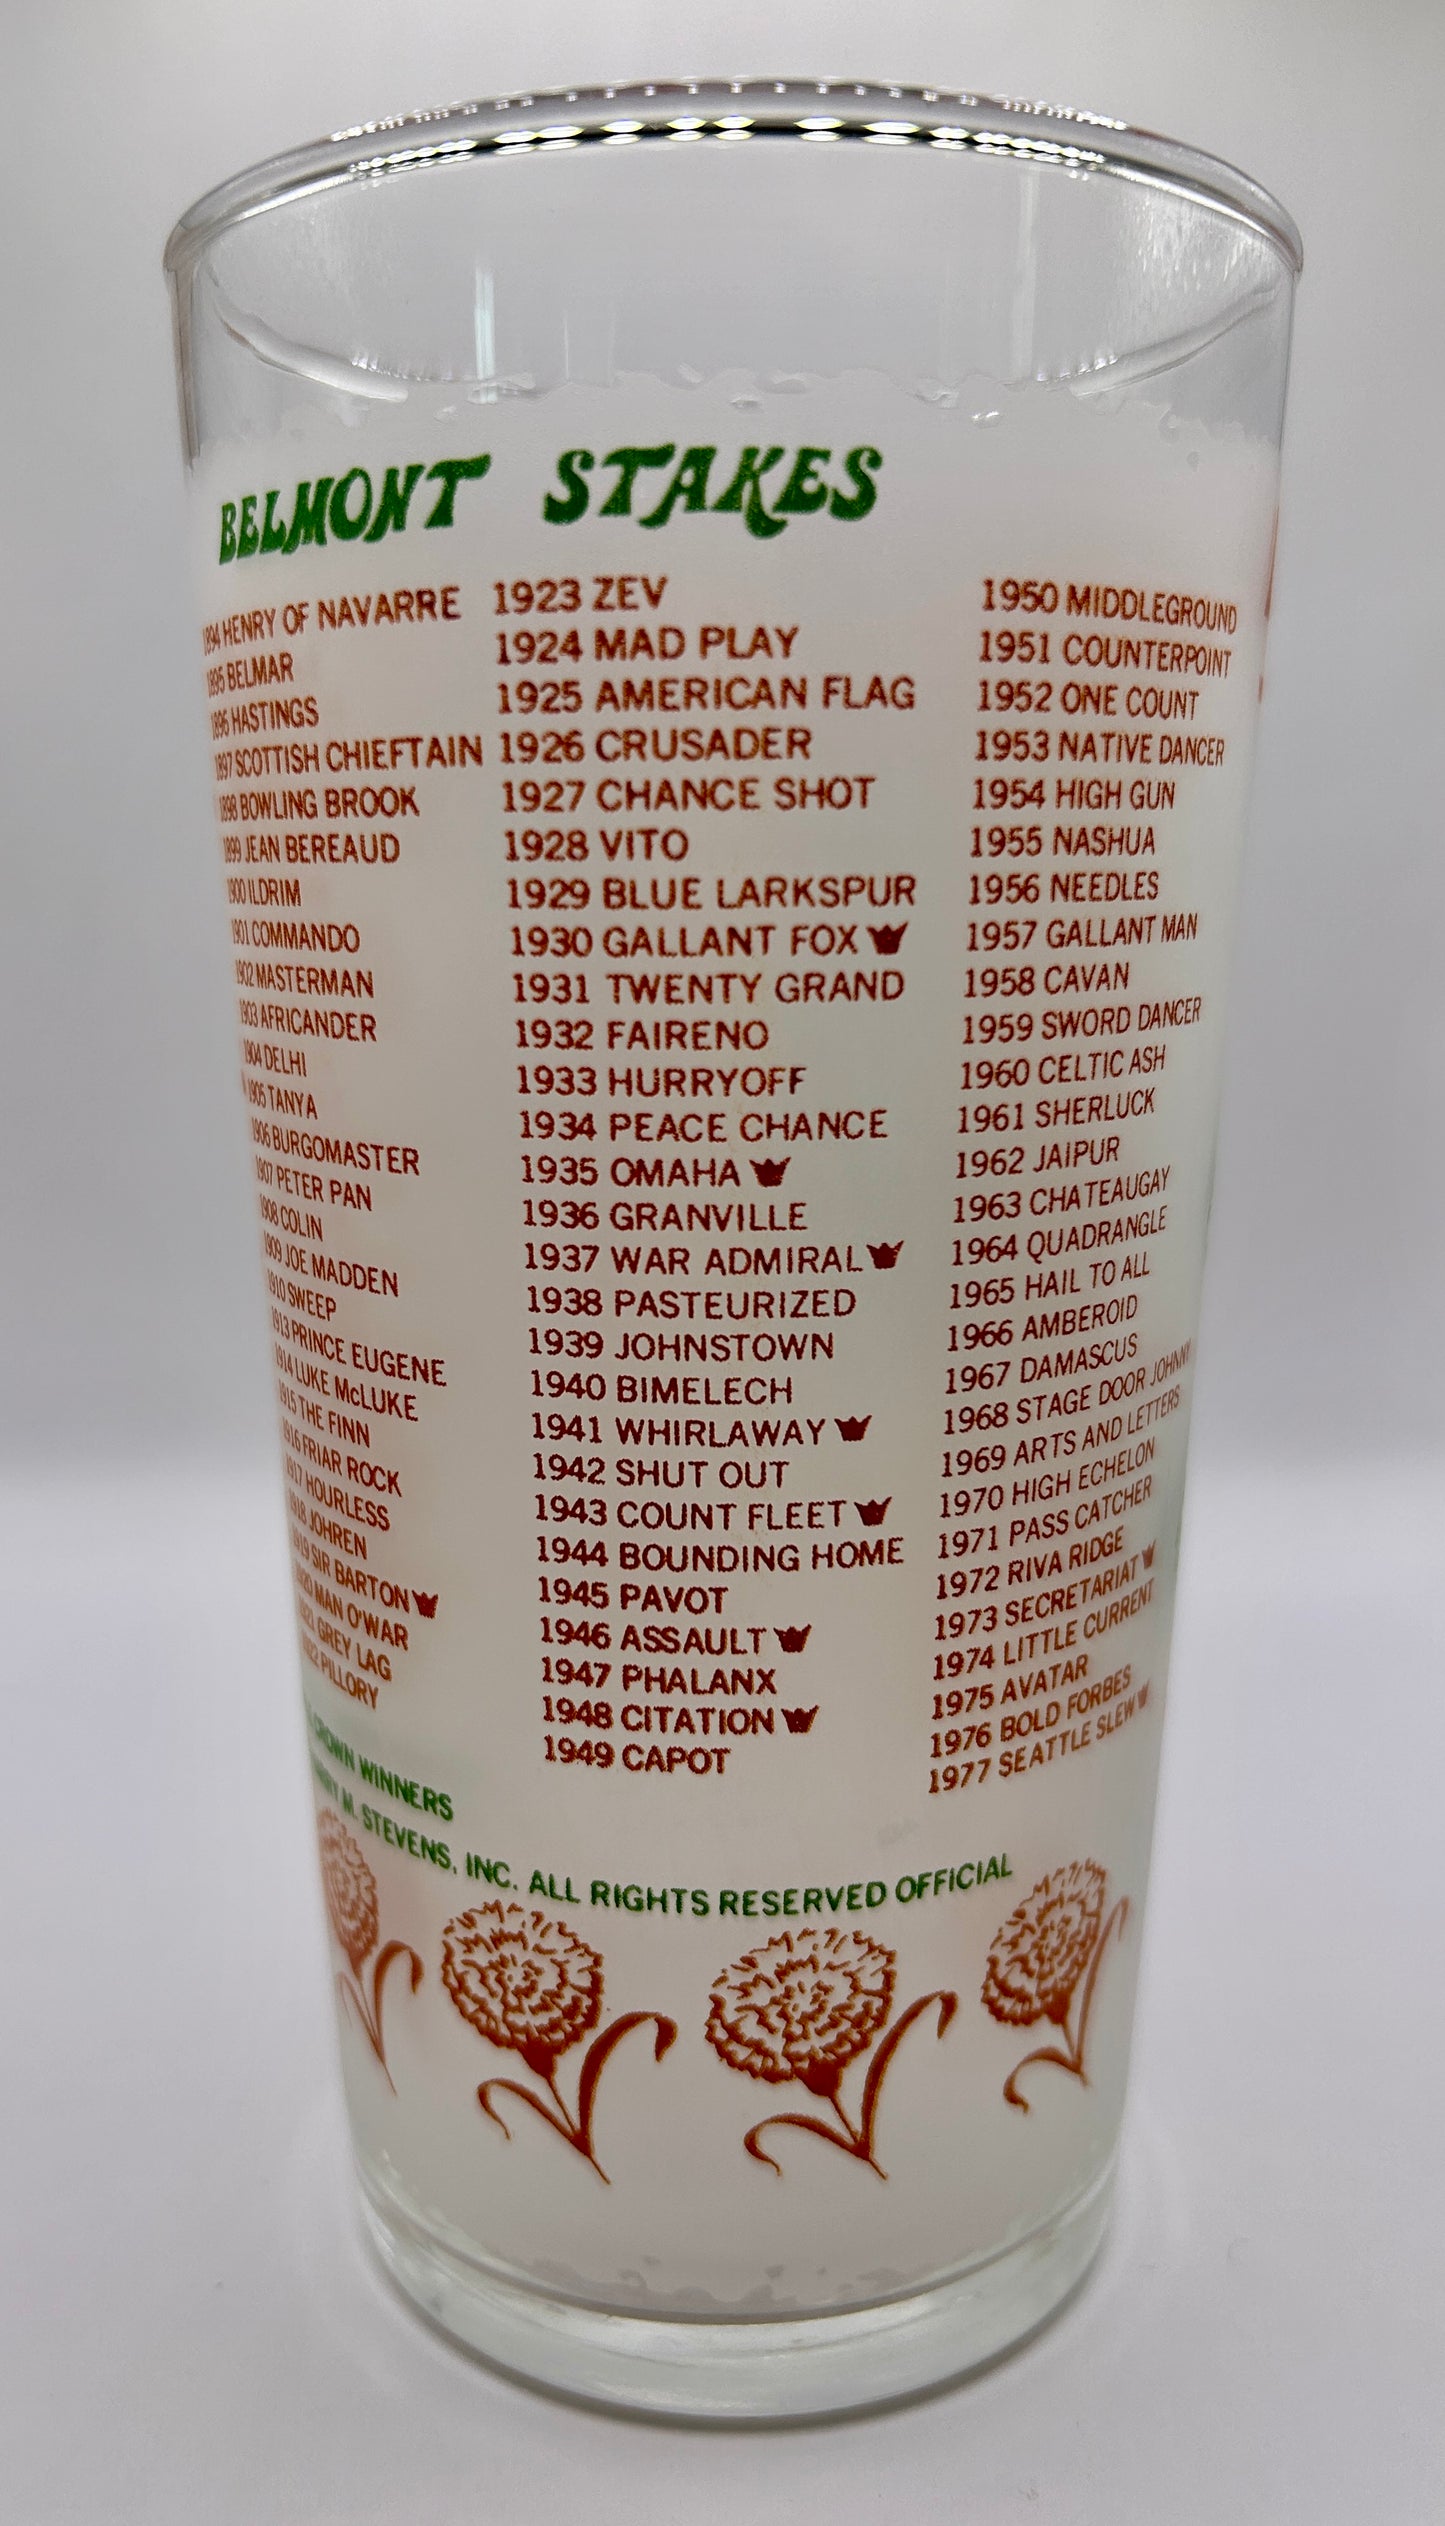 BELMONT STAKES
1894 HENRY OF NAVARRE
1895 BELMAR
1896 HASTINGS
1897 SCOTTISH CHIEFTAIN
1898 BOWLING BROOK
1899 JEAN BEREAUD
1900 ILDRIM
1901 COMMANDO
1902 MASTERMAN
1903 AFRICANDER
1904 DELHI
1905 TANYA
1906 BURGOMASTER
1907 PETER PAN
1908 COLIN
1909 JOE MADDEN
1910 SWEEP
1913 PRINCE EUGENE
1914 LUKE McLUKE
1915 THE FINN
1916 FRIAR ROCK
1917 HOURLESS
1918 JOHREN
1919 SIR BARTON
1920 MAN O'WAR
1921 GREY LAG
1922 PILLORY
1923 ZEV
1924 MAD PLAY
1925 AMERICAN FLAG
1926 CRUSADER
1927 CHANCE SHOT
1928 VITO
1929 BLUE LARKSPUR
1930 GALLANT FOX
1931 TWENTY GRAND
1932 FAIRENO
1933 HURRYOFF
1934 PEACE CHANCE
1935 OMAHA
1936 GRANVILLE
1937 WAR ADMIRAL
1938 PASTEURIZED
1939 JOHNSTOWN
1940 BIMELECH
1941 WHIRLAWAY
1942 SHUT OUT
1943 COUNT FLEET
1944 BOUNDING HOME
1945 PAVOT
1946 ASSAULT
1947 PHALANX
1948 CITATION
1949 CAPOT
1950 MIDDLEGROUND
1951 COUNTERPOINT
1952 ONE COUNT
1953 NATIVE DANCER
1954 HIGH GUN
1955 NASHUA
1956 NEEDLES
1957 GALLANT MAN
1958 CAVAN
1959 SWORD DANCER
1960 CELTIC ASH
1961 SHERLUCK
1962 JAIPUR
1963 CHATEAUGAY
1964 QUADRANGLE
1965 HAIL TO ALL
1966 AMBEROID
1967 DAMASCUS
1968 STAGE DOOR JOHNNY
1969 ARTS AND LETTERS
1970 HIGH ECHELON
1971 PASS CATCHER
1972 RIVA RIDGE
1973 SECRETARIAT
1974 LITTLE CURRENT
1975 AVATAR
1976 BOLD FORBES
1977 SEATTLE SLEW
CROWN WINNERS
M. STEVENS, INC. ALL RIGHTS RESERVED OFFICIAL